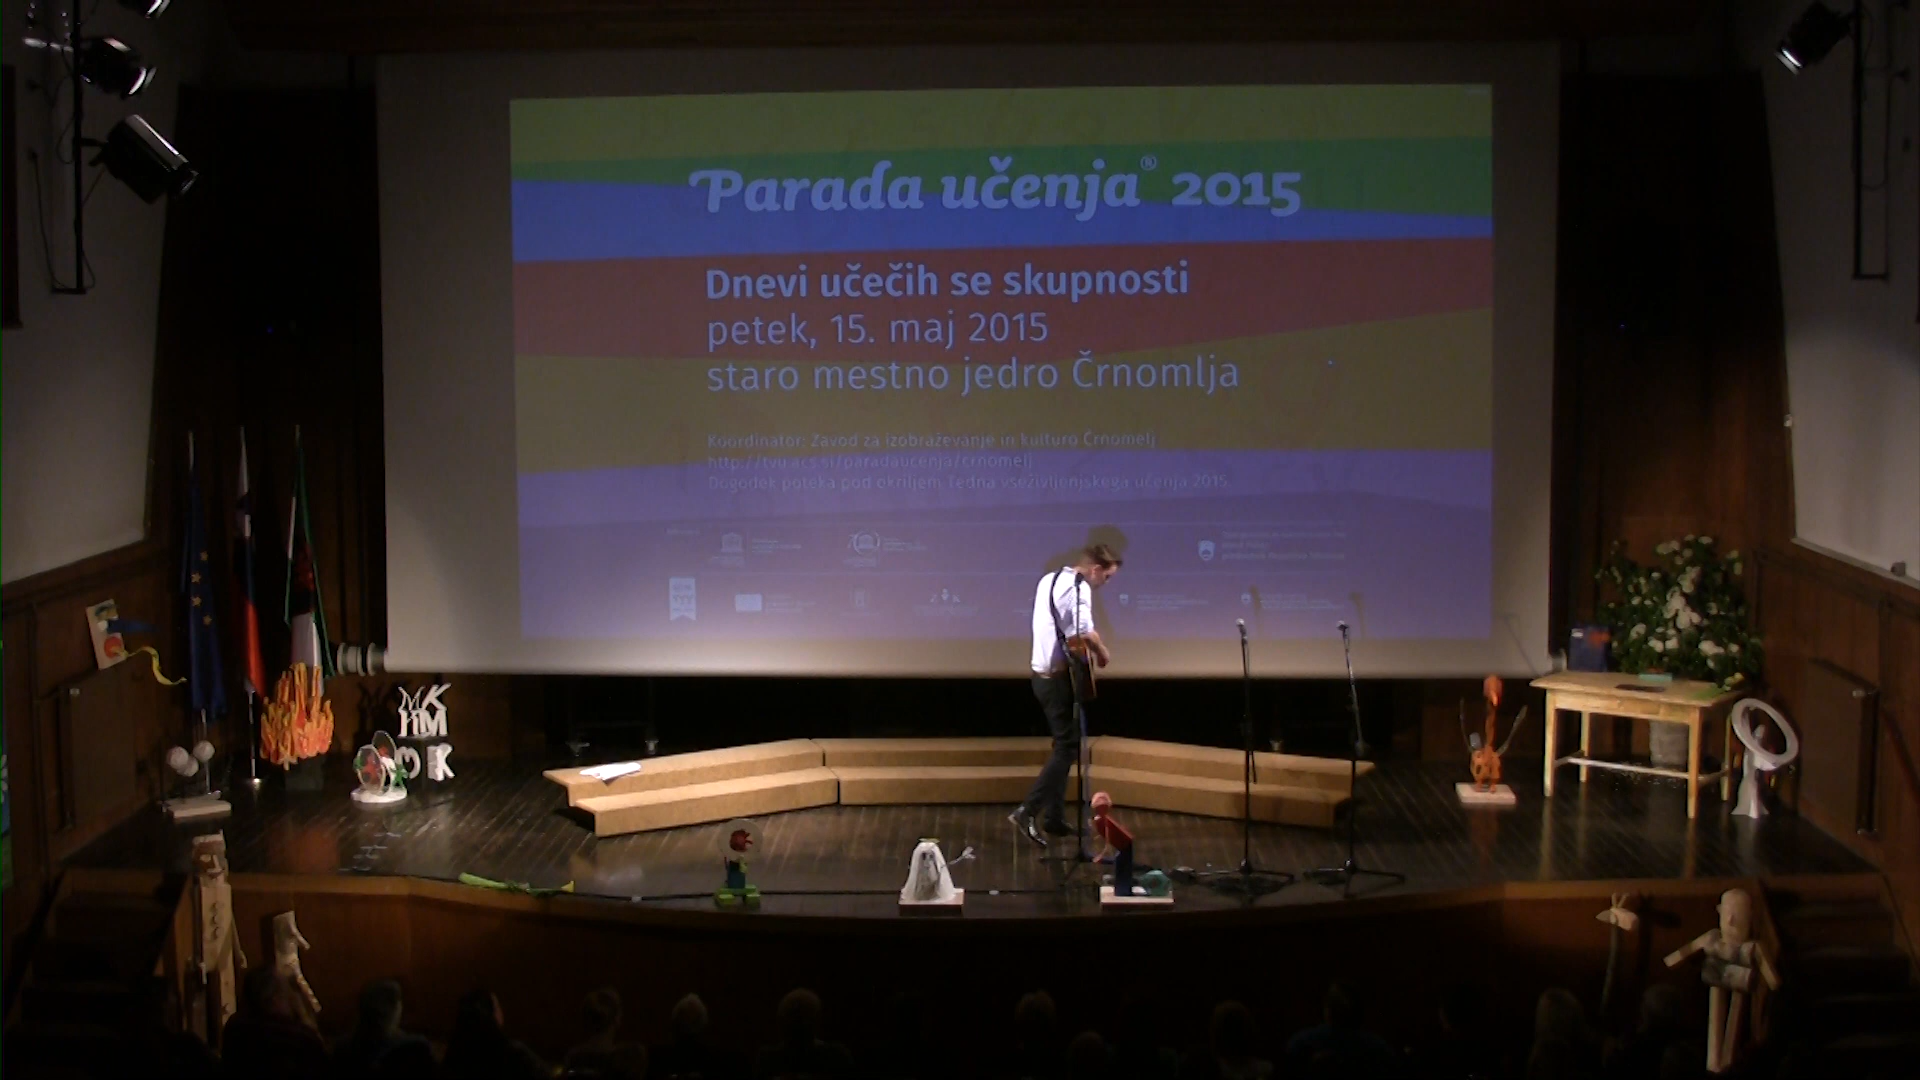 Parada učenja® 2015
Dnevi učečih se skupnosti
petek, 15. maj 2015
staro mestno jedro Črnomlja
Koordinator: Zavod za izobraževanje in kulturo Črnomelj
http://tvu.acs.si/paradaucenja/crnomelj
Dogodek poteka pod okriljem Tedna vseživljenjskega učenja 2015.